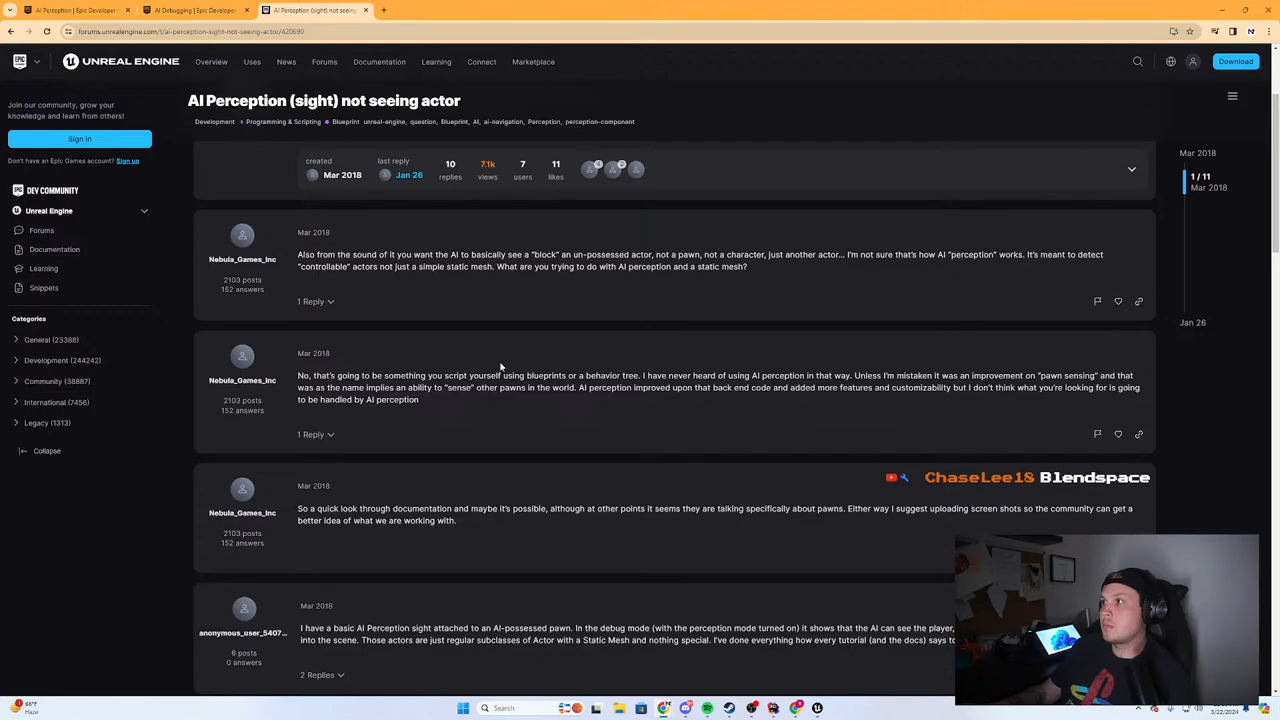 AI Perception | Epic Developer
AI Debugging | Epic Develope
AI Perception (sight) not seeing
forums.unrealengine.com/t/ai-perception-sight-not-seeing-actor/420690
UNREAL ENGINE
Overview
Uses
News
Forums
Documentation
Learning
Connect
Marketplace
Download
Join our community, grow your
knowledge and learn from others!
Sign in
Don't have an Epic Games account? Sign up
DEV COMMUNITY
Unreal Engine
Forums
Documentation
Learning
Snippets
Categories
General (23388)
Development (244242)
Community (38887)
International (7456)
Legacy (1313)
Collapse
AI Perception (sight) not seeing actor
Development Programming & Scripting Blueprint unreal-engine, question, Blueprint, AI, ai-navigation, Perception, perception-component
created
Mar 2018
last reply
Jan 26
10
replies
7.1k
views
7
users
11
likes
4
2
Mar 2018
1 / 11
Mar 2018
Jan 26
Nebula_Games_Inc
2103 posts
152 answers
Mar 2018
Also from the sound of it you want the AI to basically see a “block” an un-possessed actor, not a pawn, not a character, just another actor… I’m not sure that’s how AI “perception” works. It’s meant to detect
“controllable” actors not just a simple static mesh. What are you trying to do with AI perception and a static mesh?
1 Reply
Nebula_Games_Inc
2103 posts
152 answers
Mar 2018
No, that’s going to be something you script yourself using blueprints or a behavior tree. I have never heard of using AI perception in that way. Unless I’m mistaken it was an improvement on “pawn sensing” and that
was as the name implies an ability to “sense” other pawns in the world. AI perception improved upon that back end code and added more features and customizability but I don’t think what you’re looking for is going
to be handled by AI perception
1 Reply
Nebula_Games_Inc
2103 posts
152 answers
Mar 2018
So a quick look through documentation and maybe it’s possible, although at other points it seems they are talking specifically about pawns. Either way I suggest uploading screen shots so the community can get a
better idea of what we are working with.
ChaseLee18 Blendspace
anonymous_user_5407...
6 posts
0 answers
Mar 2018
I have a basic AI Perception sight attached to an AI-possessed pawn. In the debug mode (with the perception mode turned on) it shows that the AI can see the player,
into the scene. Those actors are just regular subclasses of Actor with a Static Mesh and nothing special. I’ve done everything how every tutorial (and the docs) says to
2 Replies
66°F
Haze
Search
5/22/2024